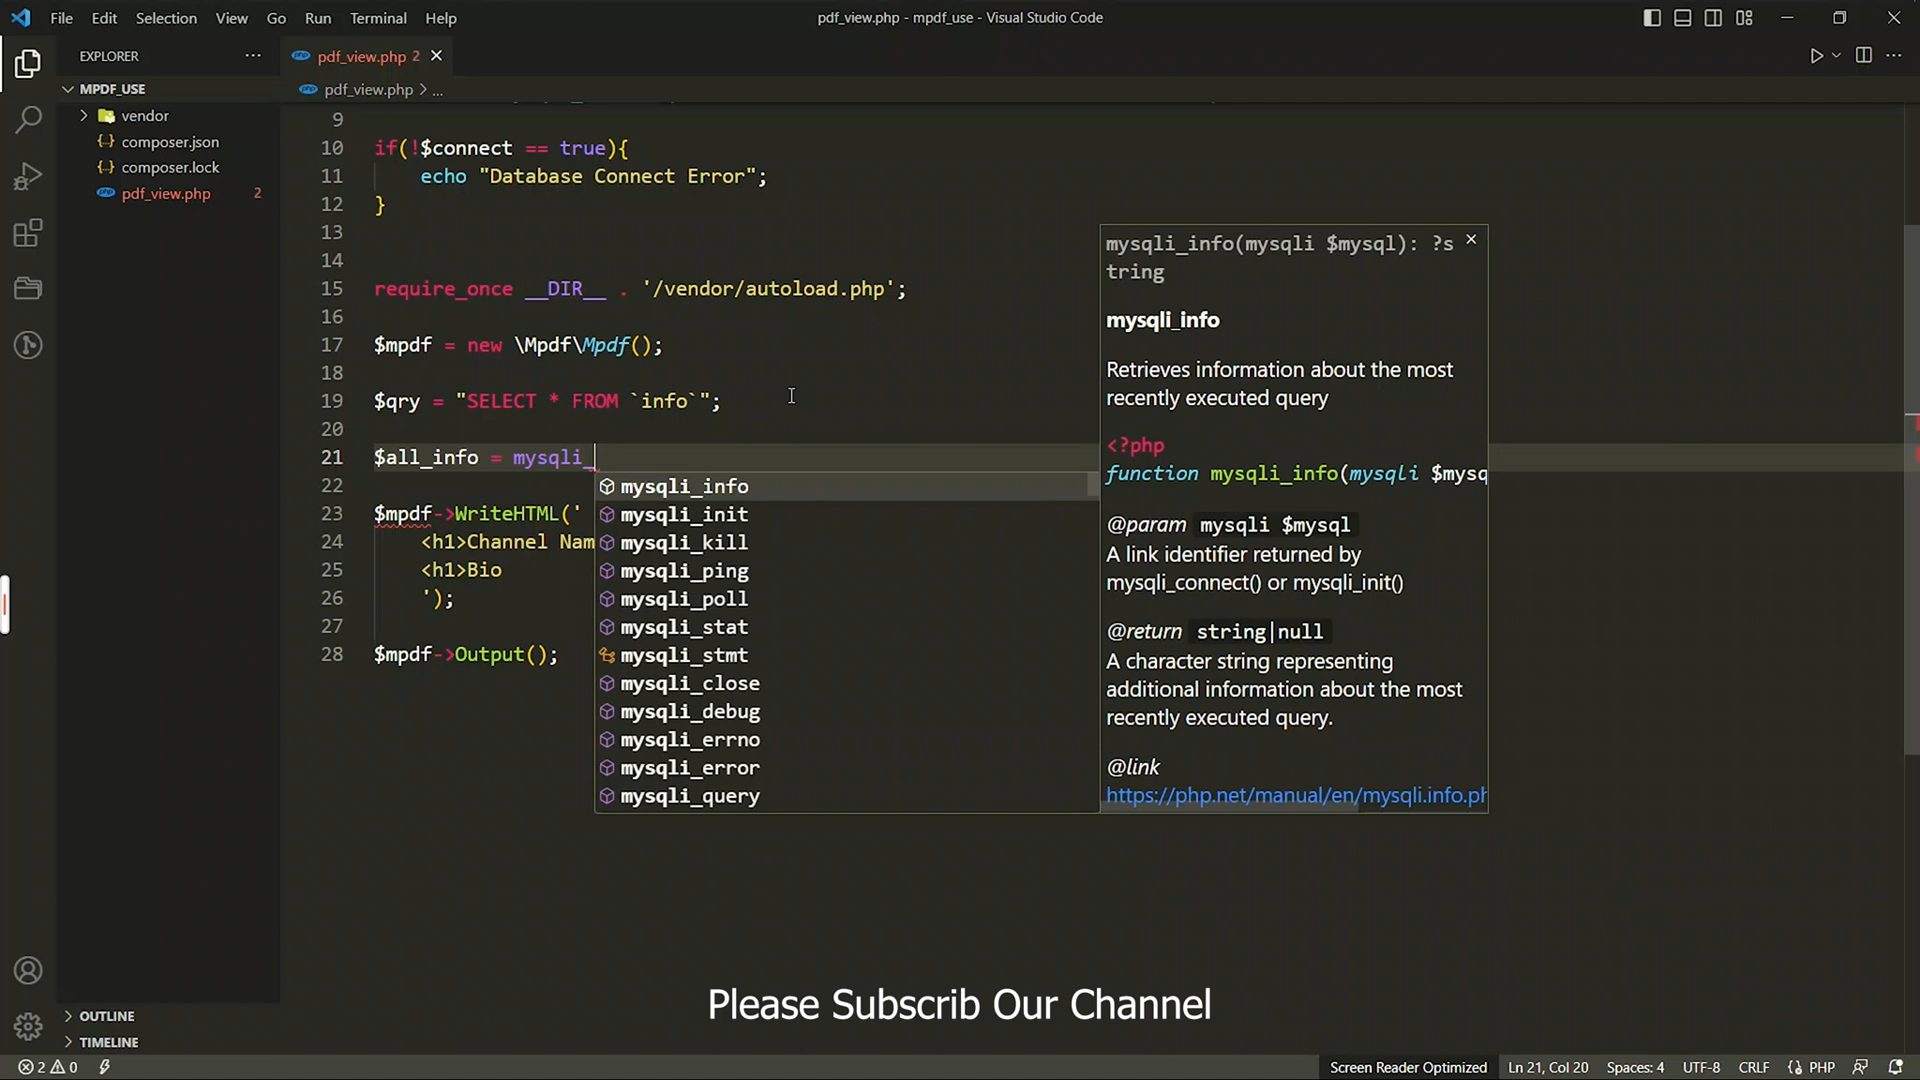 File Edit Selection View Go Run Terminal Help
pdf_view.php - mpdf_use - Visual Studio Code
EXPLORER
pdf_view.php 2
MPDF_USE
pdf_view.php > ...
vendor
composer.json
composer.lock
pdf_view.php 2
9
10 if(!$connect == true){
11 echo "Database Connect Error";
12 }
13
14
15 require_once __DIR__ . '/vendor/autoload.php';
16
17 $mpdf = new \Mpdf\Mpdf();
18
19 $qry = "SELECT * FROM `info`";
20
21 $all_info = mysqli_
22
23 $mpdf->WriteHTML('
24 <h1>Channel Nam
25 <h1>Bio
26 ');
27
28 $mpdf->Output();
mysqli_info
mysqli_init
mysqli_kill
mysqli_ping
mysqli_poll
mysqli_stat
mysqli_stmt
mysqli_close
mysqli_debug
mysqli_errno
mysqli_error
mysqli_query
mysqli_info(mysqli $mysql): ?s
tring
mysqli_info
Retrieves information about the most
recently executed query
<?php
function mysqli_info(mysqli $mysq
@param mysqli $mysql
A link identifier returned by
mysqli_connect() or mysqli_init()
@return string|null
A character string representing
additional information about the most
recently executed query.
@link
https://php.net/manual/en/mysqli.info.ph
Please Subscrib Our Channel
OUTLINE
TIMELINE
2 0
Screen Reader Optimized Ln 21, Col 20 Spaces: 4 UTF-8 CRLF {} PHP